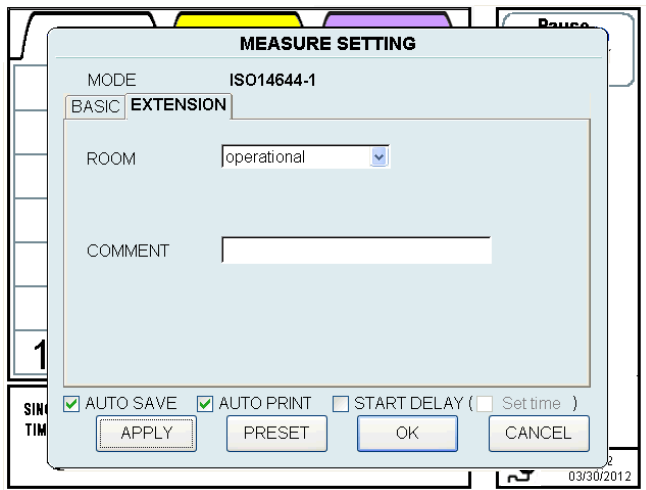 Pause
MEASURE SETTING
MODE ISO14644-1
BASIC EXTENSION
ROOM operational
COMMENT
1
AUTO SAVE AUTO PRINT START DELAY ( Set time )
SIN
TIM
APPLY PRESET OK CANCEL
2
03/30/2012